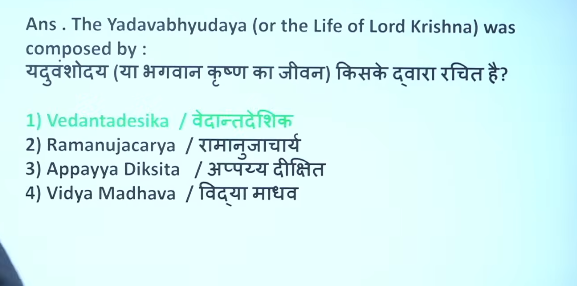 Ans . The Yadavabhyudaya (or the Life of Lord Krishna) was
composed by :
यदुवंशोदय (या भगवान कृष्ण का जीवन) किसके द्वारा रचित है?
1) Vedantadesika / वेदान्तदेशिक
2) Ramanujacarya / रामानुजाचार्य
3) Appayya Diksita / अप्पय्य दीक्षित
4) Vidya Madhava / विद्या माधव